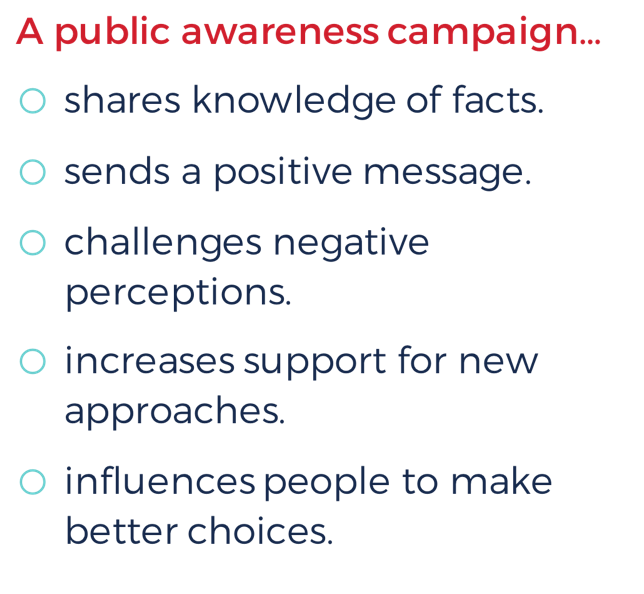 A public awareness campaign...
shares knowledge of facts.
sends a positive message.
challenges negative
perceptions.
increases support for new
approaches.
influences people to make
better choices.